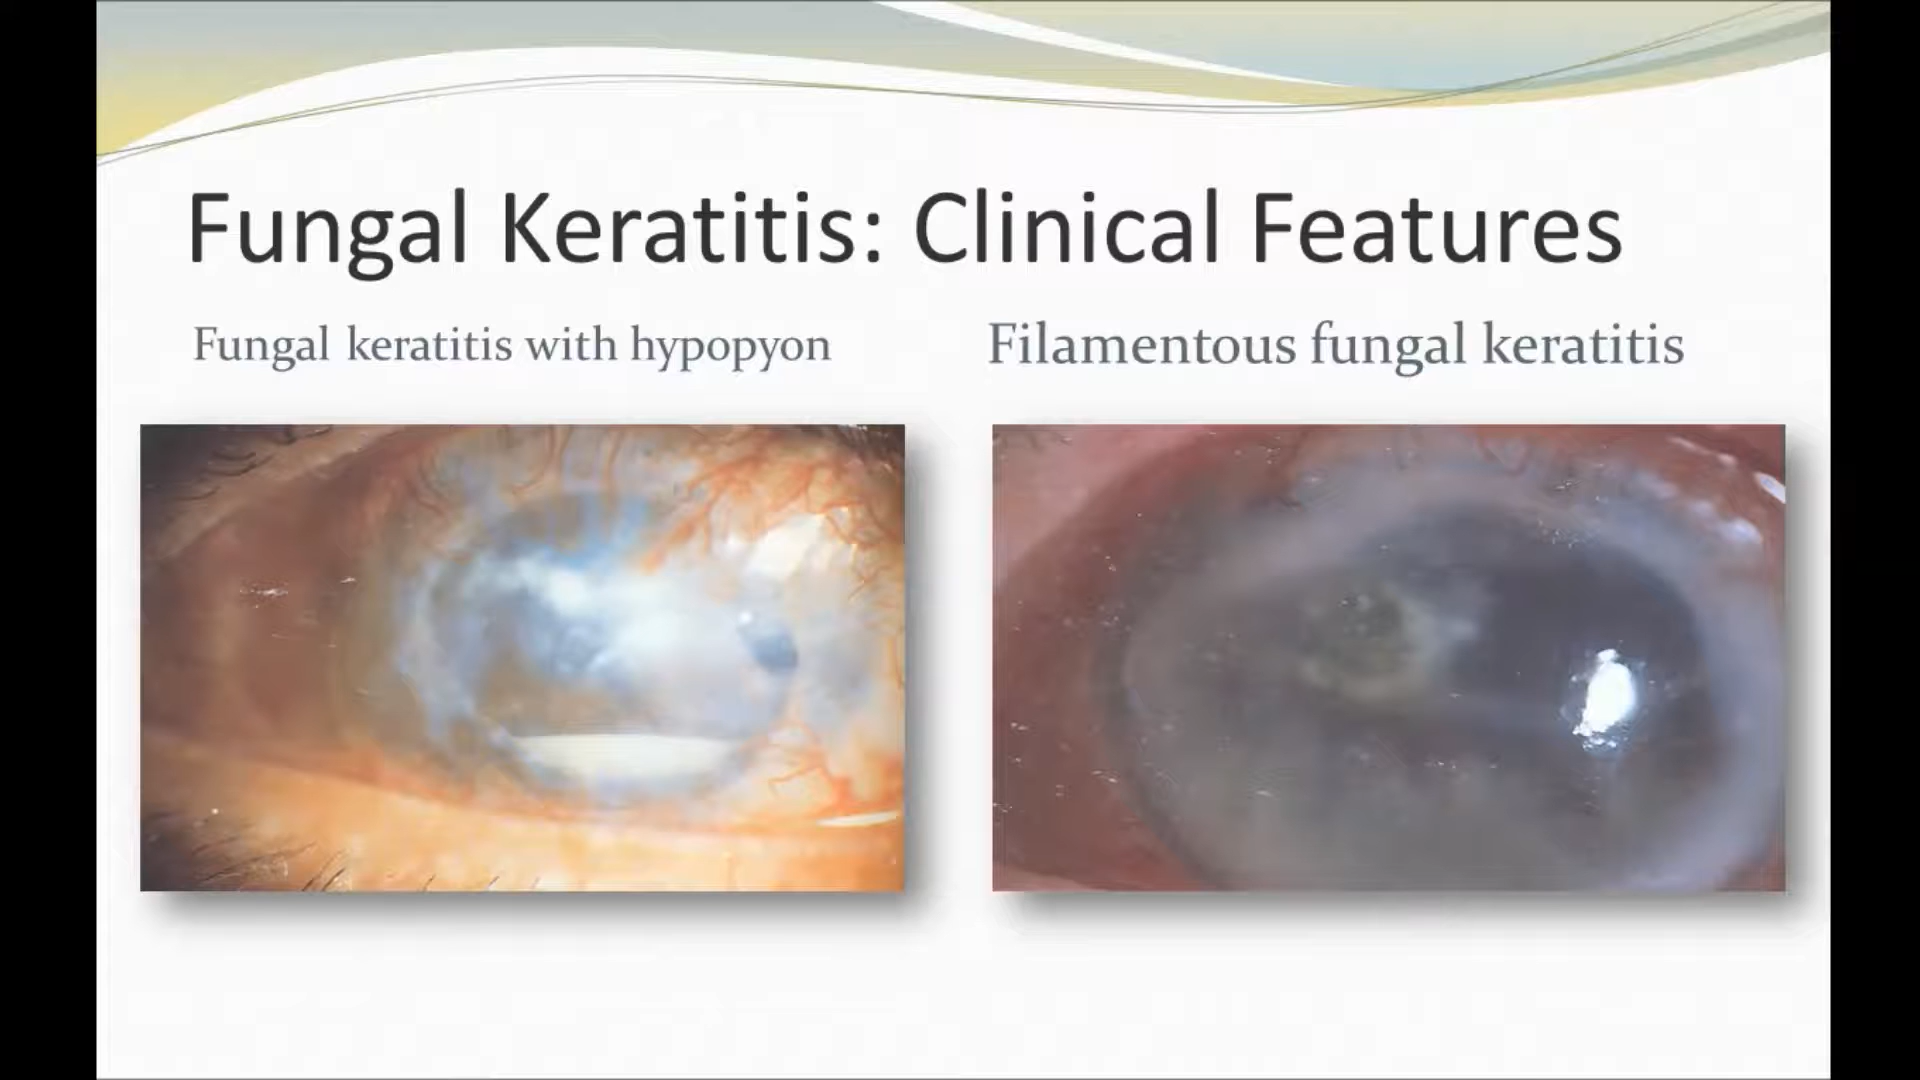 Fungal Keratitis: Clinical Features
Fungal keratitis with hypopyon
Filamentous fungal keratitis